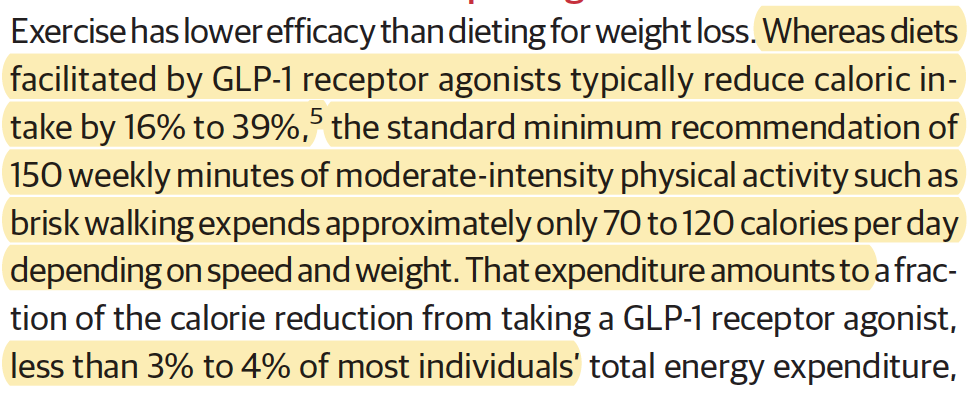 Exercise has lower efficacy than dieting for weight loss. Whereas diets
facilitated by GLP-1 receptor agonists typically reduce caloric in-
take by 16% to 39%,⁵ the standard minimum recommendation of
150 weekly minutes of moderate-intensity physical activity such as
brisk walking expends approximately only 70 to 120 calories per day
depending on speed and weight. That expenditure amounts to a frac-
tion of the calorie reduction from taking a GLP-1 receptor agonist,
less than 3% to 4% of most individuals’ total energy expenditure,